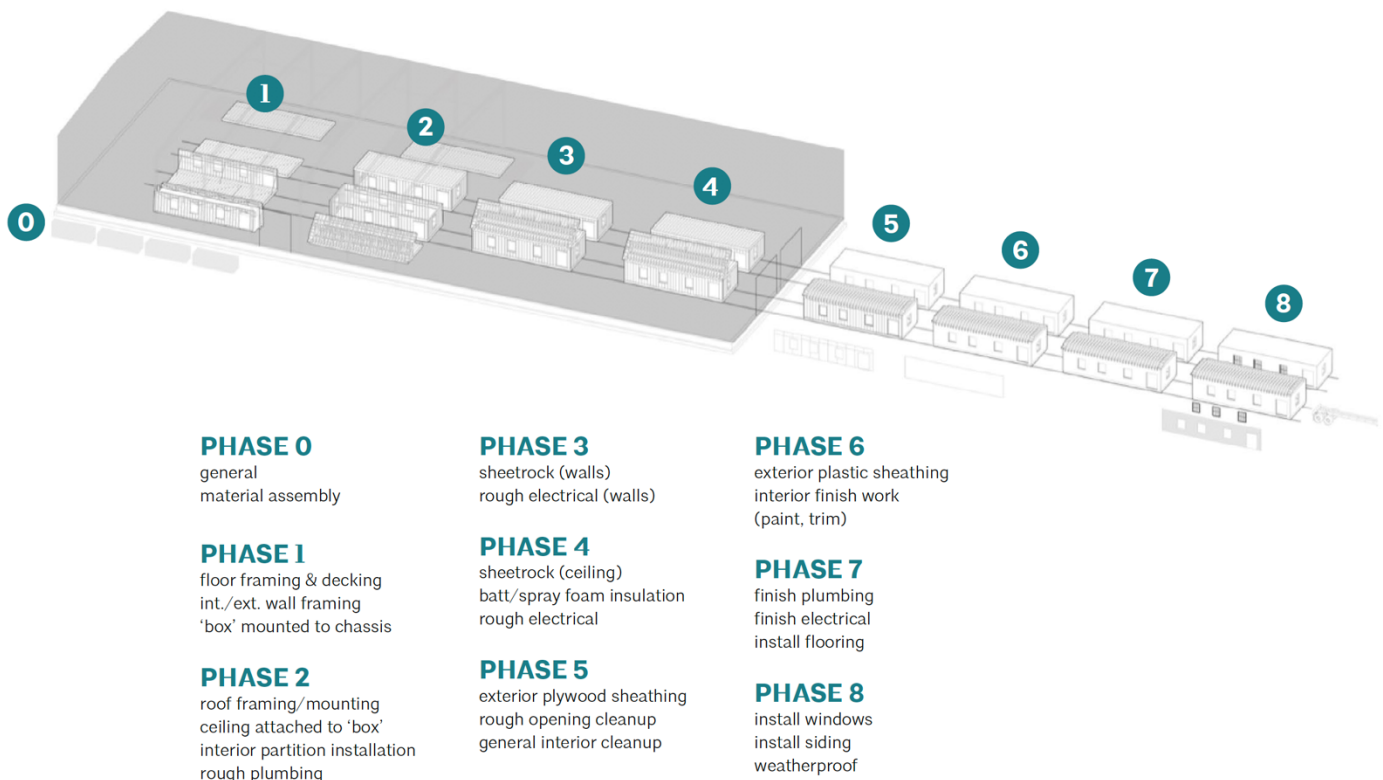 1
2
3
4
0
5
6
7
8
PHASE 0
general
material assembly
PHASE 1
floor framing & decking
int./ext. wall framing
‘box’ mounted to chassis
PHASE 2
roof framing/mounting
ceiling attached to ‘box’
interior partition installation
rough plumbing
PHASE 3
sheetrock (walls)
rough electrical (walls)
PHASE 4
sheetrock (ceiling)
batt/spray foam insulation
rough electrical
PHASE 5
exterior plywood sheathing
rough opening cleanup
general interior cleanup
PHASE 6
exterior plastic sheathing
interior finish work
(paint, trim)
PHASE 7
finish plumbing
finish electrical
install flooring
PHASE 8
install windows
install siding
weatherproof